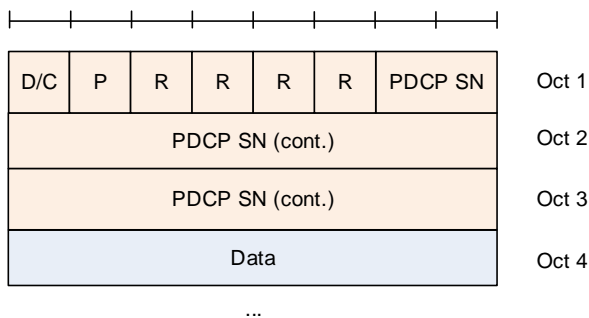 D/C P R R R R PDCP SN Oct 1
PDCP SN (cont.) Oct 2
PDCP SN (cont.) Oct 3
Data Oct 4
...